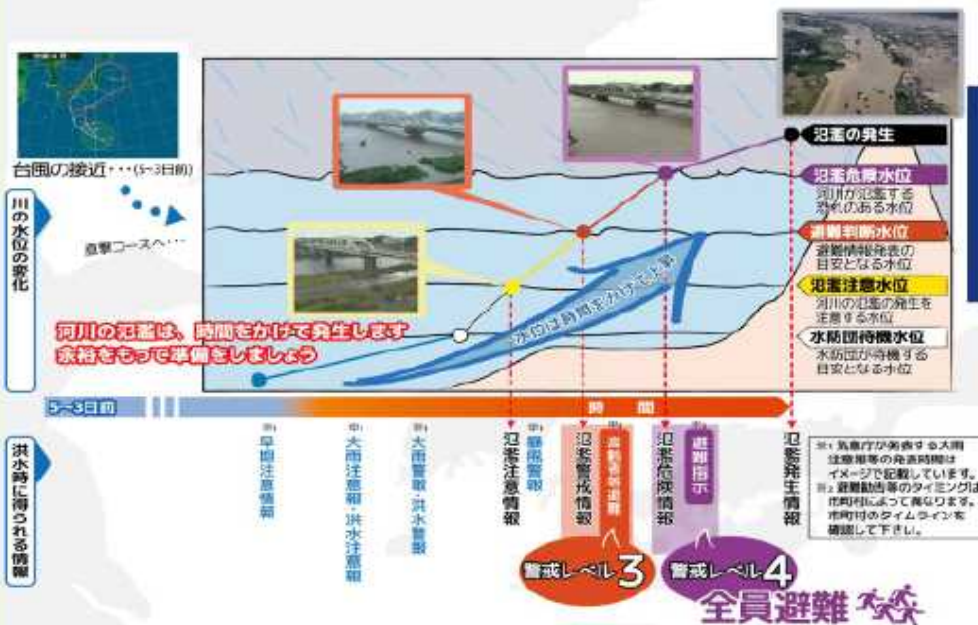 台風の接近・・・(5~3日前)
直撃コースへ・・・
川の水位の変化
河川の氾濫は、時間をかけて発生します
余裕をもって準備をしましょう
水位は時間をかけて上昇
氾濫の発生
氾濫危険水位
河川が氾濫する
恐れのある水位
避難判断水位
避難情報発表の
目安となる水位
氾濫注意水位
河川の氾濫の発生を
注意する水位
水防団待機水位
水防団が待機する
目安となる水位
5~3日前
時 間
洪水時に得られる情報
早期注意情報
大雨注意報・洪水注意報
大雨警報・洪水警報
氾濫注意情報
暴風警報
氾濫警戒情報
高齢者等避難
氾濫危険情報
避難指示
氾濫発生情報
※1 気象庁が発表する大雨
注意報等の発表時間は
イメージで記載しています。
※2 避難勧告等のタイミングは
市町村によって異なります。
市町村のタイムラインを
確認して下さい。
警戒レベル3
警戒レベル4
全員避難